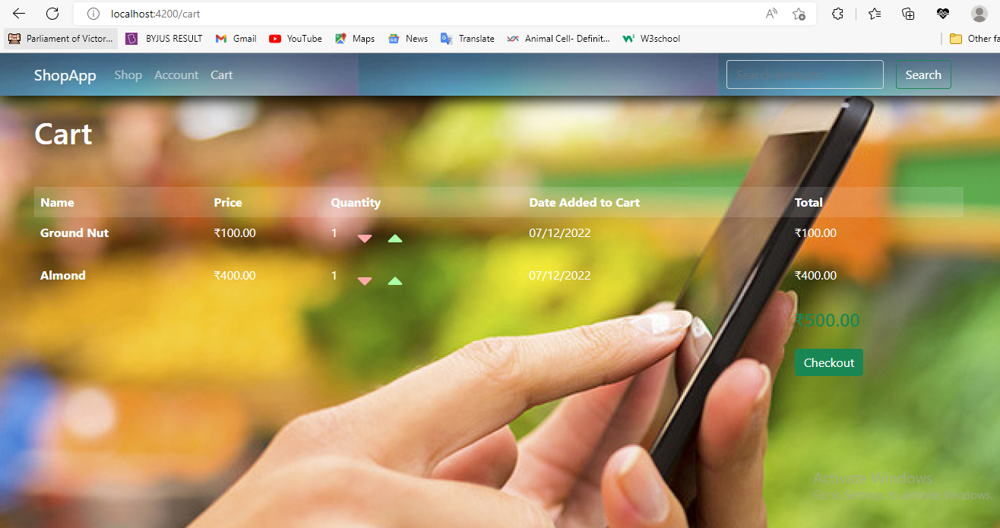 localhost:4200/cart
Parliament of Victor... BYJUS RESULT Gmail YouTube Maps News Translate Animal Cell- Definit... W3school Other fa
ShopApp Shop Account Cart Search products Search
Cart
Name Price Quantity Date Added to Cart Total
Ground Nut ₹100.00 1 07/12/2022 ₹100.00
Almond ₹400.00 1 07/12/2022 ₹400.00
₹500.00
Checkout
Activate Windows
Go to Settings to activate Windows.